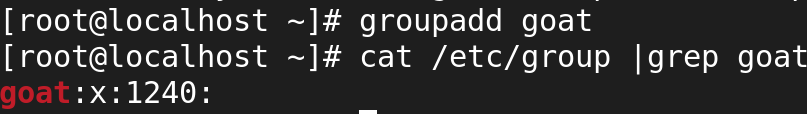 [root@localhost ~]# groupadd goat
[root@localhost ~]# cat /etc/group |grep goat
goat:x:1240: